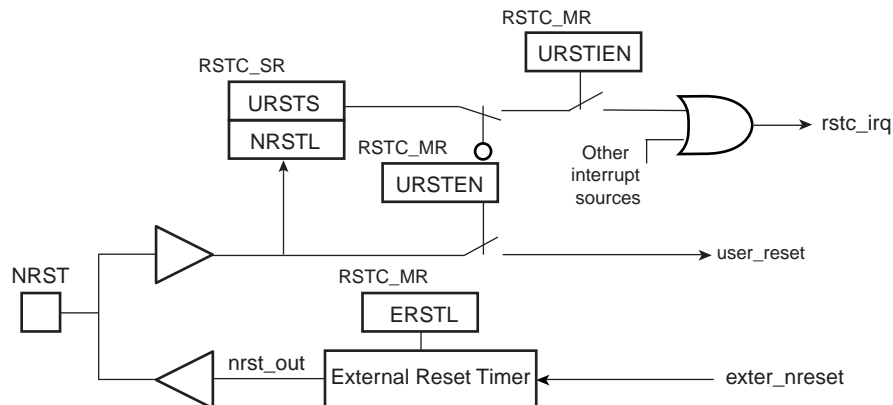 RSTC_MR
URSTIEN
RSTC_SR
URSTS
NRSTL
rstc_irq
RSTC_MR
URSTEN
Other
interrupt
sources
user_reset
NRST
RSTC_MR
ERSTL
nrst_out
External Reset Timer
exter_nreset